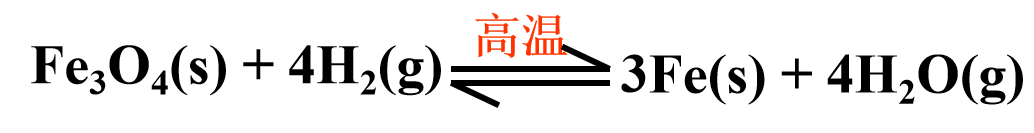 高温
Fe₃O₄(s) + 4H₂(g) ⇌ 3Fe(s) + 4H₂O(g)